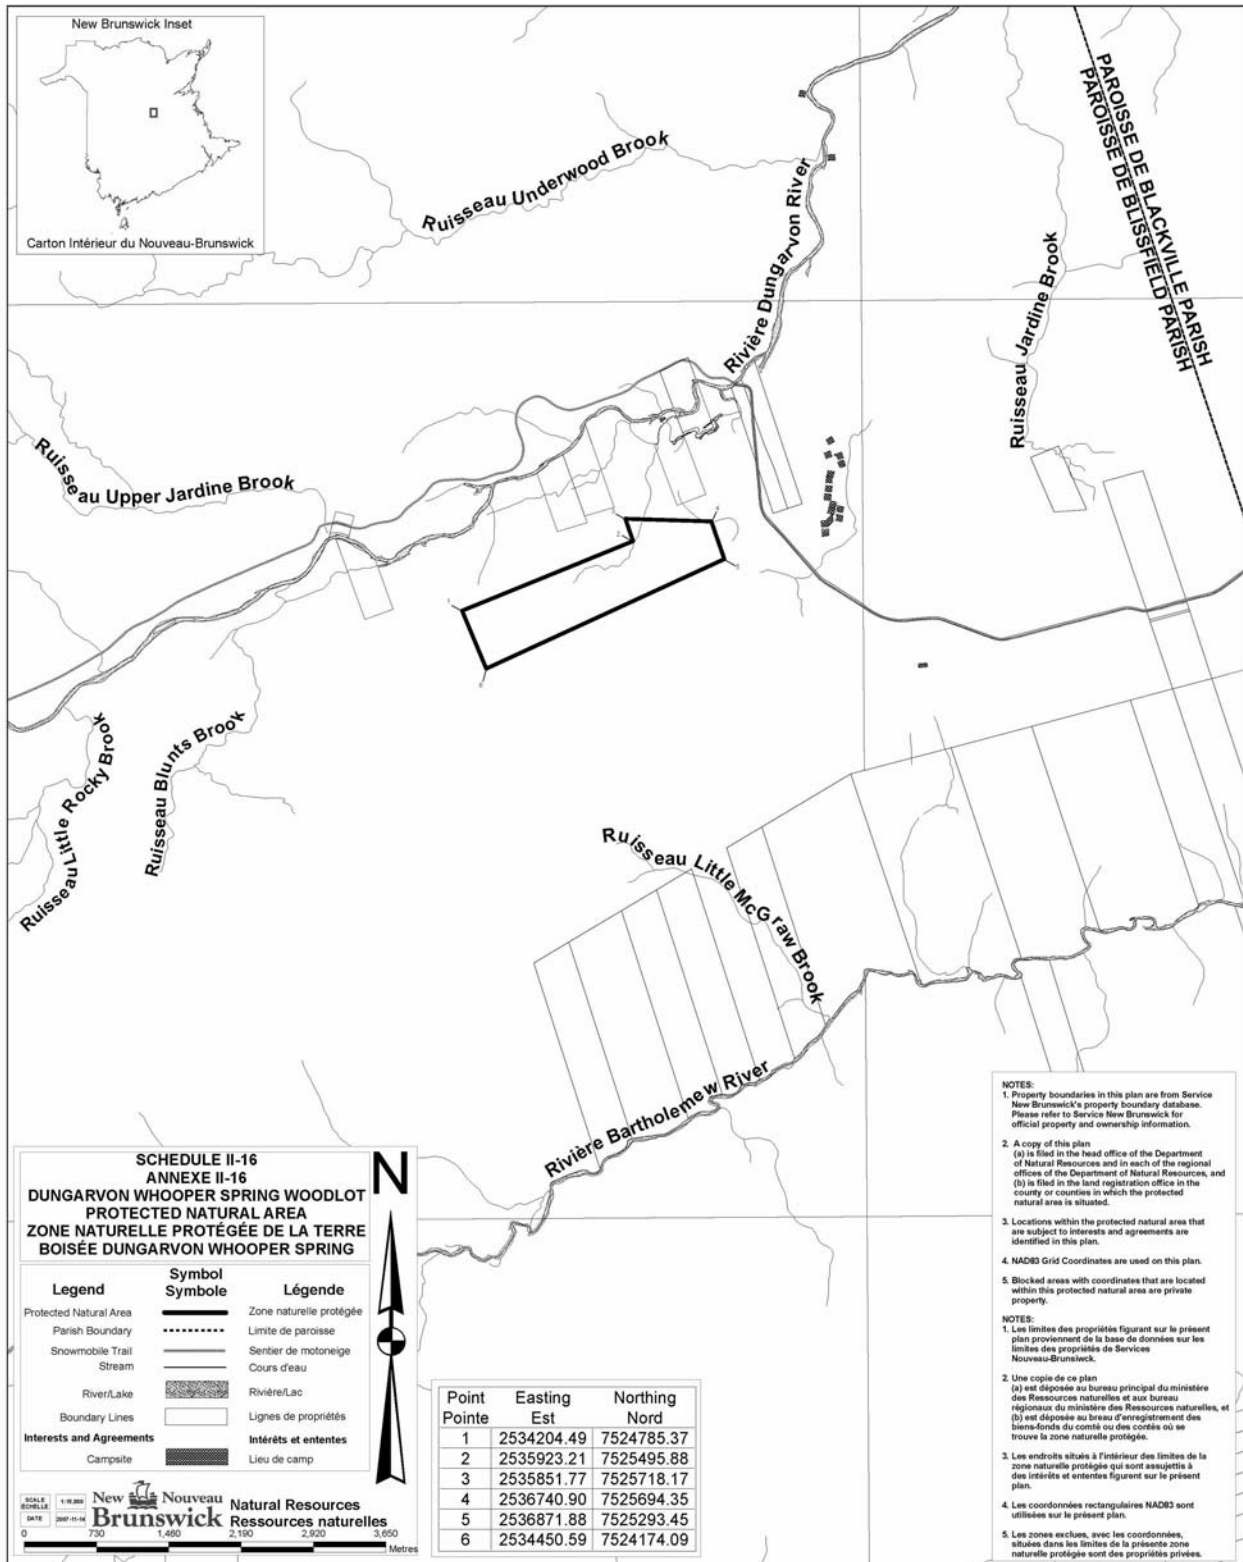 New Brunswick Inset
Carton Intérieur du Nouveau-Brunswick
Ruisseau Underwood Brook
Rivière Dungarvon River
PAROISSE DE BLACKVILLE PARISH
PAROISSE DE BLISSFIELD PARISH
Ruisseau Jardine Brook
Ruisseau Upper Jardine Brook
4
2
1
Ruisseau Little Rocky Brook
Ruisseau Blunts Brook
Ruisseau Little McGraw Brook
Rivière Bartholemew River
SCHEDULE II-16
ANNEXE II-16
DUNGARVON WHOOPER SPRING WOODLOT
PROTECTED NATURAL AREA
ZONE NATURELLE PROTÉGÉE DE LA TERRE
BOISÉE DUNGARVON WHOOPER SPRING
N
Legend Symbol Symbole Légende
Protected Natural Area Zone naturelle protégée
Parish Boundary Limite de paroisse
Snowmobile Trail Sentier de motoneige
Stream Cours d'eau
River/Lake Rivière/Lac
Boundary Lines Lignes de propriétés
Interests and Agreements Intérêts et ententes
Campsite Lieu de camp
SCALE
ÉCHELLE
DATE 2007-11-14
New Nouveau
Brunswick
Natural Resources
Ressources naturelles
0 730 1,460 2,190 2,920 3,650
Metres
Point Easting Northing
Pointe Est Nord
1 2534204.49 7524785.37
2 2535923.21 7525495.88
3 2535851.77 7525718.17
4 2536740.90 7525694.35
5 2536871.88 7525293.45
6 2534450.59 7524174.09
NOTES:
1. Property boundaries in this plan are from Service
New Brunswick's property boundary database.
Please refer to Service New Brunswick for
official property and ownership information.
2. A copy of this plan
(a) is filed in the head office of the Department
of Natural Resources and in each of the regional
offices of the Department of Natural Resources, and
(b) is filed in the land registration office in the
county or counties in which the protected
natural area is situated.
3. Locations within the protected natural area that
are subject to interests and agreements are
identified in this plan.
4. NAD83 Grid Coordinates are used on this plan.
5. Blocked areas with coordinates that are located
within this protected natural area are private
property.
NOTES:
1. Les limites des propriétés figurant sur le présent
plan proviennent de la base de données sur les
limites des propriétés de Services
Nouveau-Brunsiwck.
2. Une copie de ce plan
(a) est déposée au bureau principal du ministère
des Ressources naturelles et aux bureau
régionaux du ministère des Ressources naturelles, et
(b) est déposée au breau d'enregistrement des
biens-fonds du comté ou des contés où se
trouve la zone naturelle protégée.
3. Les endroits situés à l'intérieur des limites de la
zone naturelle protégée qui sont assujettis à
des intérêts et ententes figurent sur le présent
plan.
4. Les coordonnées rectangulaires NAD83 sont
utilisées sur le présent plan.
5. Les zones exclues, avec les coordonnées,
situées dans les limites de la présente zone
naturelle protégée sont des propriétés privées.